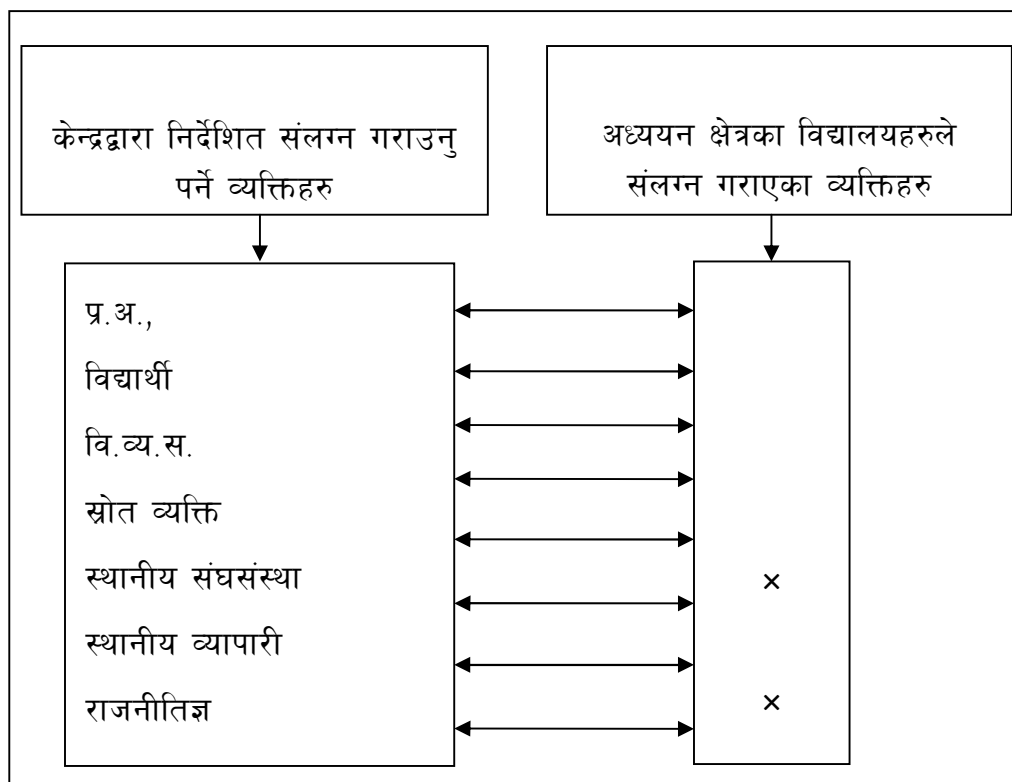 केन्द्रद्वारा निर्देशित संलग्न गराउनु
पर्ने व्यक्तिहरु
अध्ययन क्षेत्रका विद्यालयहरुले
संलग्न गराएका व्यक्तिहरु
प्र.अ.,
विद्यार्थी
वि.व्य.स.
स्रोत व्यक्ति
स्थानीय संघसंस्था
×
स्थानीय व्यापारी
राजनीतिज्ञ
×